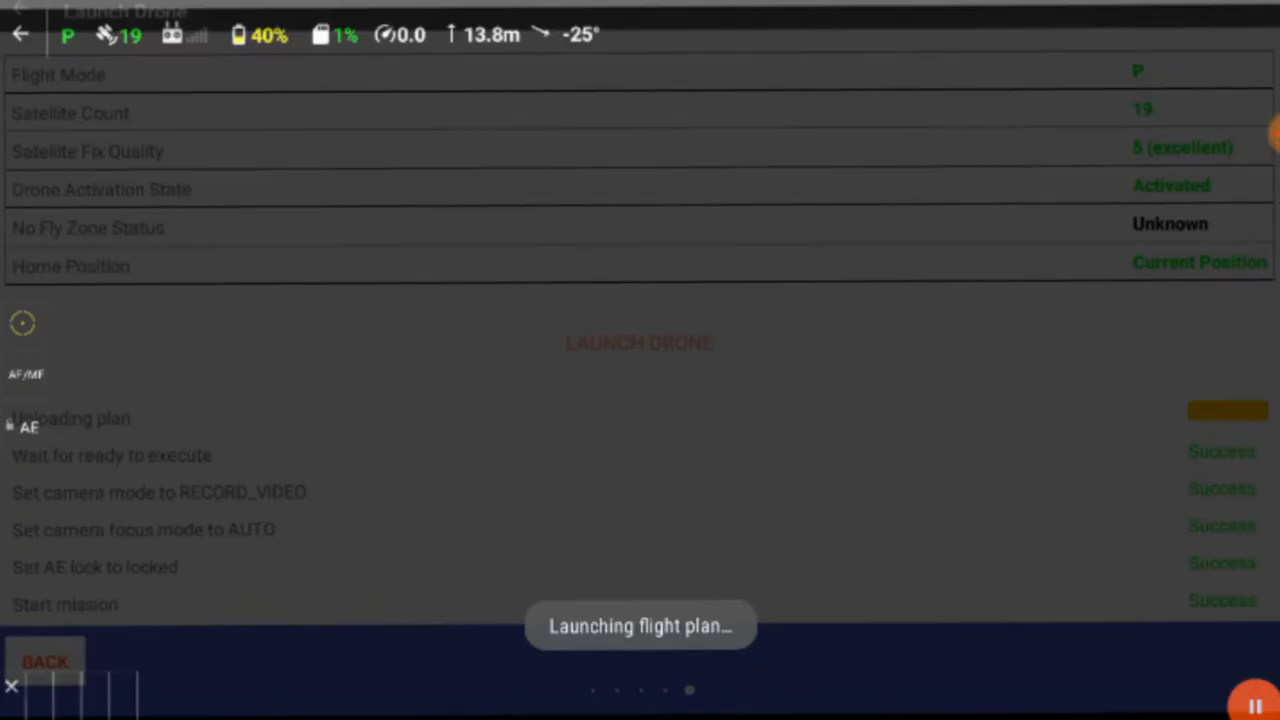 Launch Drone
P 19 40% 1% 0.0 13.8m -25°
Flight Mode P
Satellite Count 19
Satellite Fix Quality 5 (excellent)
Drone Activation State Activated
No Fly Zone Status Unknown
Home Position Current Position
LAUNCH DRONE
AF/MF
Uploading plan
AE
Wait for ready to execute Success
Set camera mode to RECORD_VIDEO Success
Set camera focus mode to AUTO Success
Set AE lock to locked Success
Start mission Success
Launching flight plan…
BACK